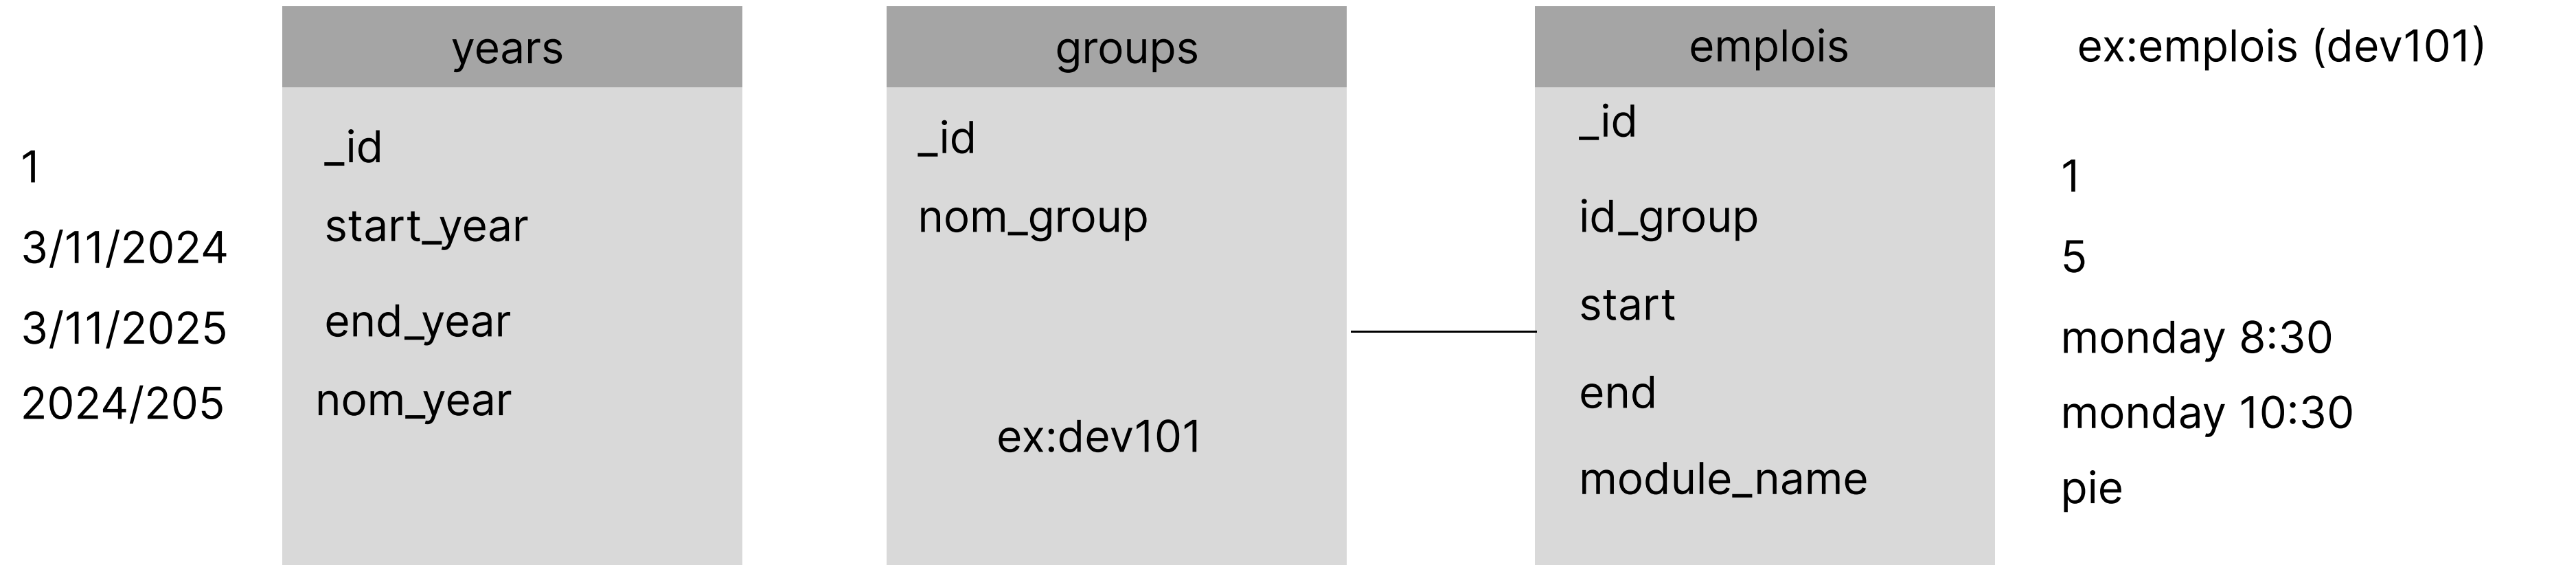 years
groups
emplois
ex:emplois (dev101)
1
3/11/2024
3/11/2025
2024/205
_id
start_year
end_year
nom_year
_id
nom_group
ex:dev101
_id
id_group
start
end
module_name
1
5
monday 8:30
monday 10:30
pie